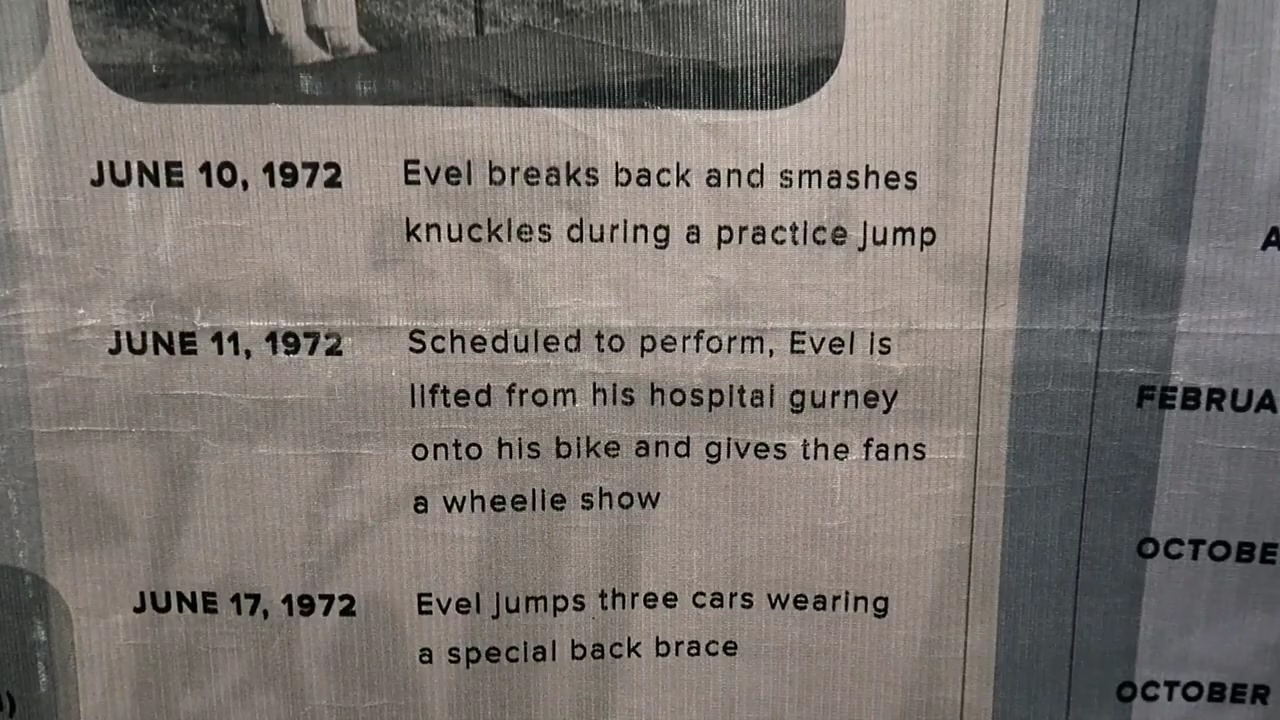 JUNE 10, 1972 Evel breaks back and smashes
knuckles during a practice jump
JUNE 11, 1972 Scheduled to perform, Evel is
lifted from his hospital gurney
onto his bike and gives the fans
a wheelie show
JUNE 17, 1972 Evel jumps three cars wearing
a special back brace
OCTOBER